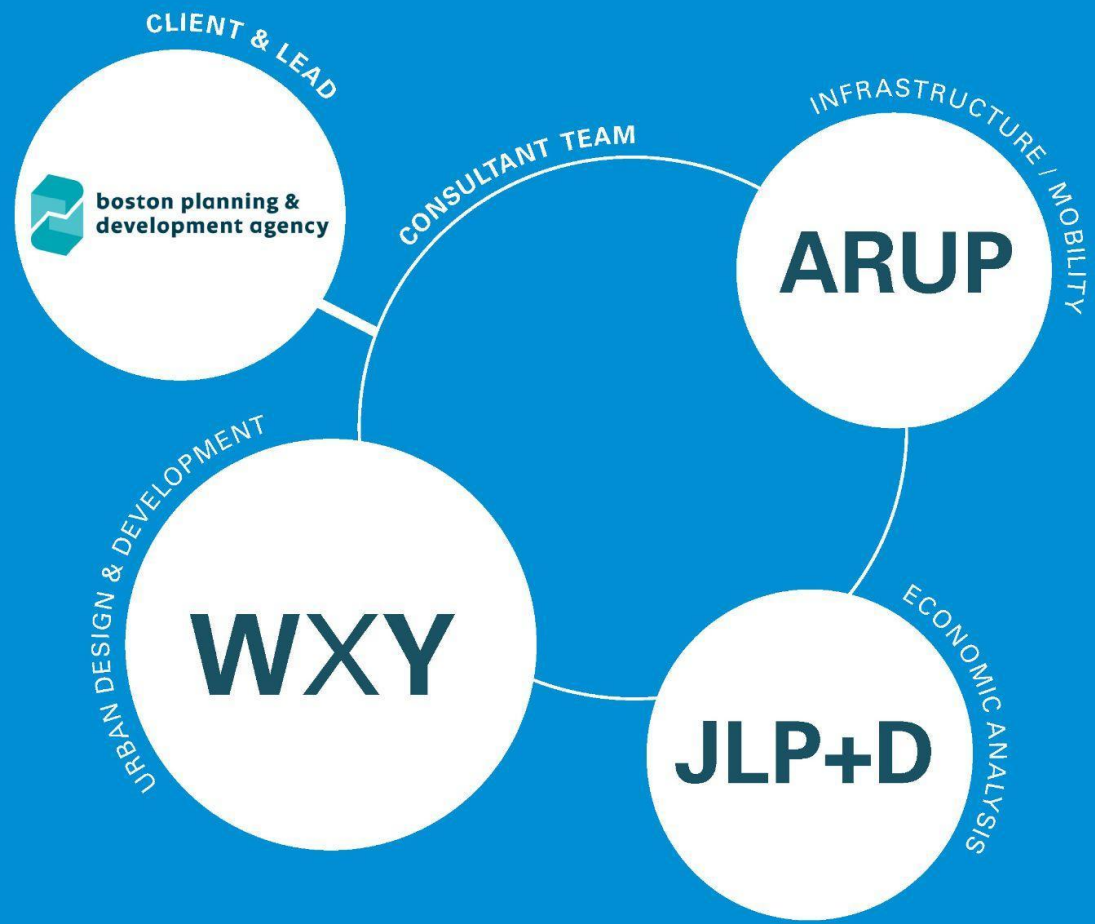 CLIENT & LEAD
boston planning &
development agency
CONSULTANT TEAM
INFRASTRUCTURE / MOBILITY
ARUP
URBAN DESIGN & DEVELOPMENT
WXY
ECONOMIC ANALYSIS
JLP+D